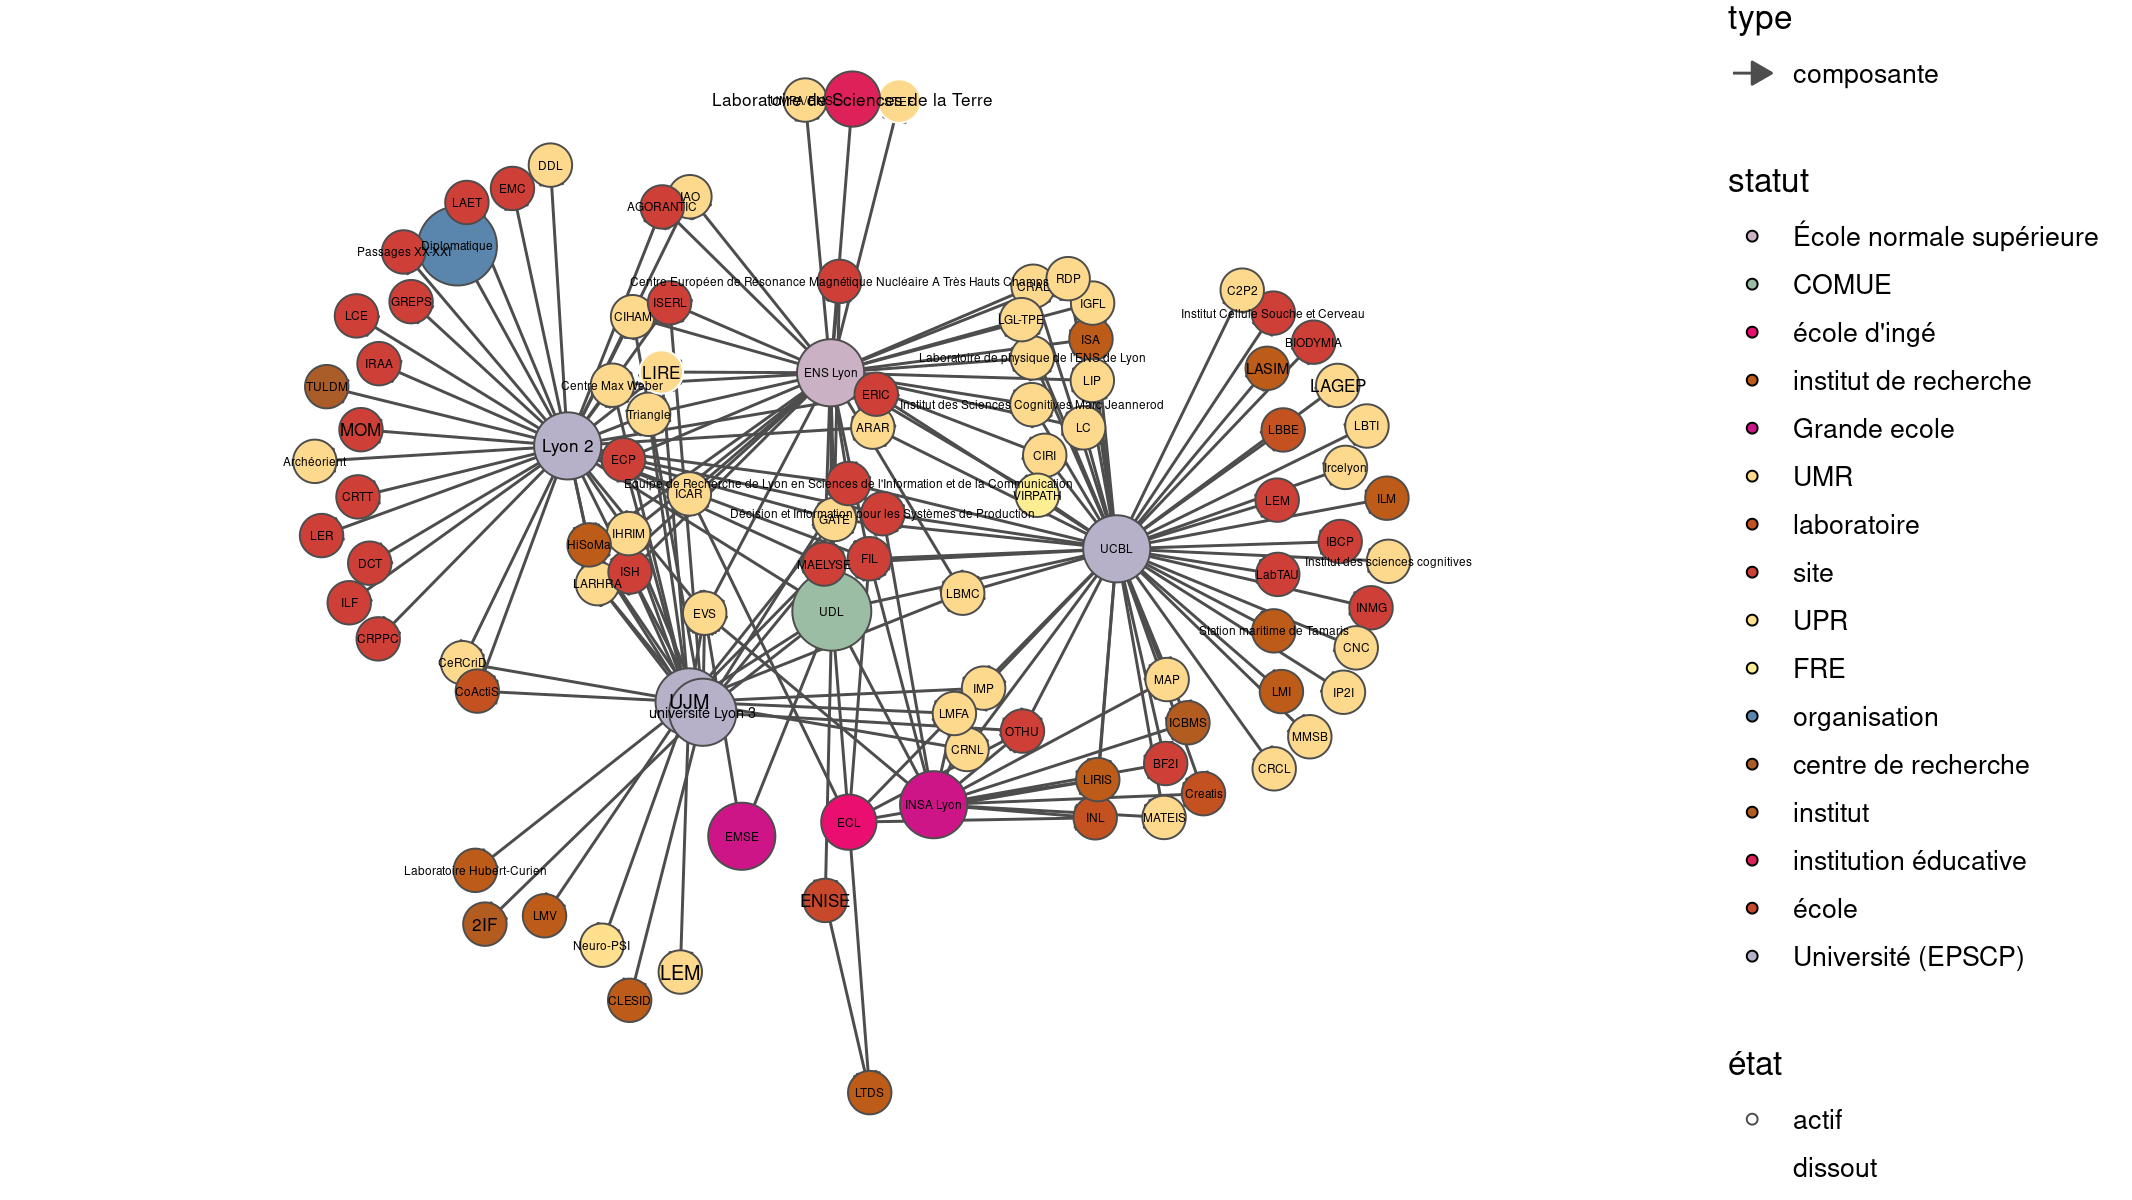 type
composante
statut
École normale supérieure
COMUE
école d'ingé
institut de recherche
Grande ecole
UMR
laboratoire
site
UPR
FRE
organisation
centre de recherche
institut
institution éducative
école
Université (EPSCP)
état
actif
dissout
Laboratoire de Sciences de la Terre
DDL
EMC
LAET
Diplomatique
Passages XX-XXI
AGORANTIC
IAO
GREPS
LCE
IRAA
TULDM
MOM
Archéorient
CRTT
LER
DCT
ILF
CRPPC
CeRCriD
CoActiS
Centre Européen de Résonance Magnétique Nucléaire A Très Hauts Champs
ISERL
CIHAM
LIRE
Centre Max Weber
Triangle
Lyon 2
ECP
ICAR
ENS Lyon
ERIC
ARAR
CRAL
RDP
IGFL
LGL-TPE
ISA
Laboratoire de physique de l'ENS de Lyon
LIP
Institut des Sciences Cognitives Marc Jeannerod
LC
CIRI
VIRPATH
Equipe de Recherche de Lyon en Sciences de l'Information et de la Communication
Décision et Information pour les Systèmes de Production
GATE
IHRIM
HiSoMa
ISH
LARHRA
MAELYSE
FIL
UDL
EVS
LBMC
UCBL
C2P2
Institut Cellule Souche et Cerveau
BIODYMIA
LASIM
LAGEP
LBBE
LBTI
Ircelyon
LEM
ILM
IBCP
Institut des sciences cognitives
LabTAU
INMG
Station maritime de Tamaris
CNC
LMI
IP2I
MMSB
CRCL
UJM
université Lyon 3
IMP
LMFA
OTHU
CRNL
MAP
ICBMS
BF2I
LIRIS
Creatis
INL
MATEIS
INSA Lyon
ECL
EMSE
ENISE
Laboratoire Hubert-Curien
2IF
LMV
Neuro-PSI
LEM
CLESID
LTDS